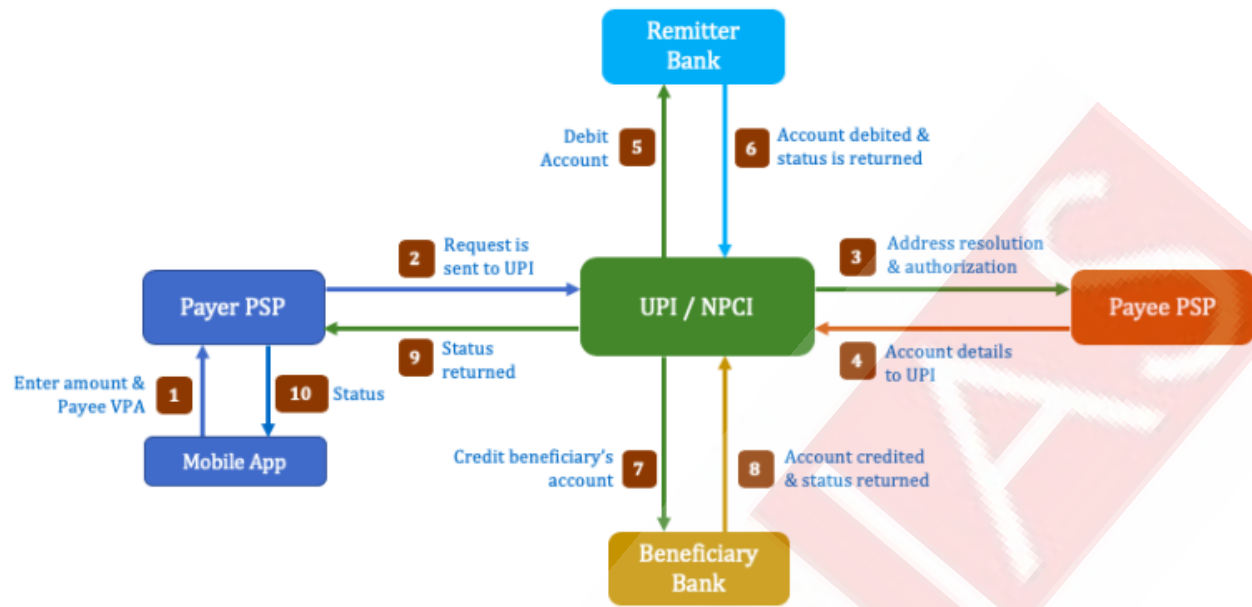 Remitter
Bank
Debit
Account
5
6
Account debited &
status is returned
2
Request is
sent to UPI
3
Address resolution
& authorization
Payer PSP
UPI / NPCI
Payee PSP
9
Status
returned
4
Account details
to UPI
Enter amount &
Payee VPA
1
10
Status
Mobile App
Credit beneficiary's
account
7
8
Account credited
& status returned
Beneficiary
Bank
IAS